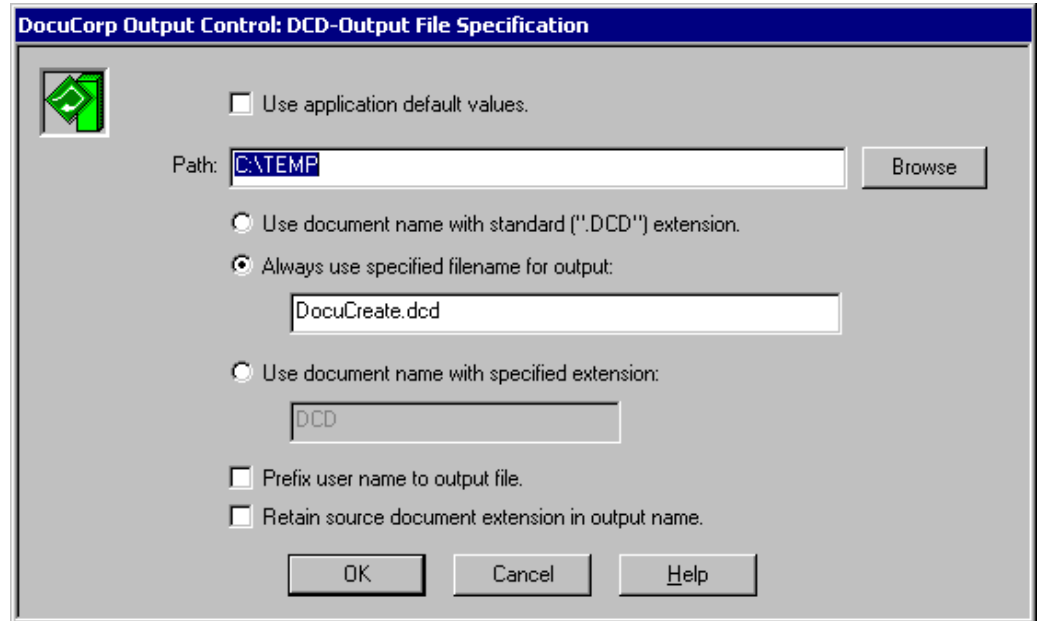 DocuCorp Output Control: DCD-Output File Specification
Use application default values.
Path: C:\TEMP Browse
Use document name with standard (".DCD") extension.
Always use specified filename for output:
DocuCreate.dcd
Use document name with specified extension:
DCD
Prefix user name to output file.
Retain source document extension in output name.
OK Cancel Help